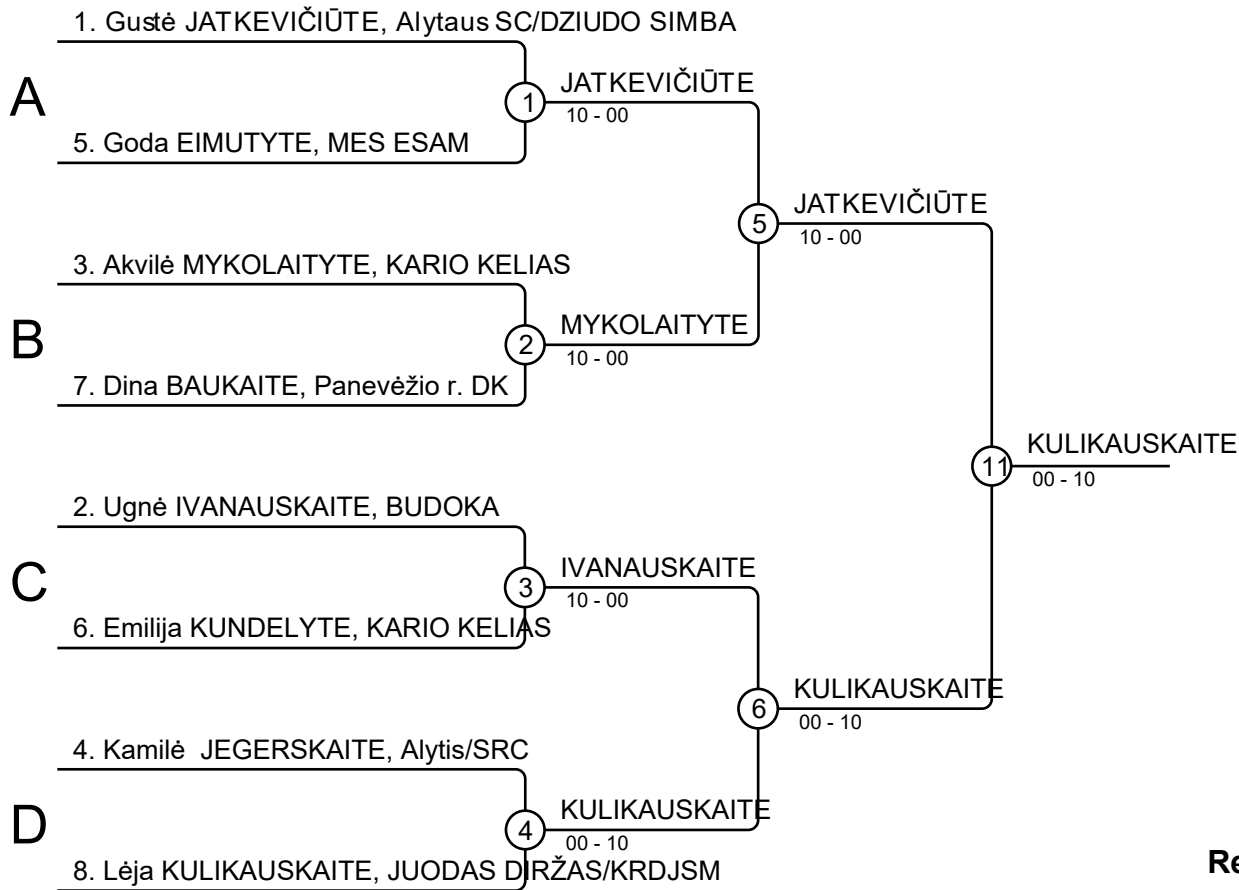 1. Gustė JATKEVIČIŪTE, Alytaus SC/DZIUDO SIMBA
A
1
JATKEVIČIŪTE
10 - 00
5. Goda EIMUTYTE, MES ESAM
5
JATKEVIČIŪTE
10 - 00
3. Akvilė MYKOLAITYTE, KARIO KELIAS
B
2
MYKOLAITYTE
10 - 00
7. Dina BAUKAITE, Panevėžio r. DK
11
KULIKAUSKAITE
00 - 10
2. Ugnė IVANAUSKAITE, BUDOKA
C
3
IVANAUSKAITE
10 - 00
6. Emilija KUNDELYTE, KARIO KELIAS
6
KULIKAUSKAITE
00 - 10
4. Kamilė  JEGERSKAITE, Alytis/SRC
D
4
KULIKAUSKAITE
00 - 10
8. Lėja KULIKAUSKAITE, JUODAS DIRŽAS/KRDJSM
Re